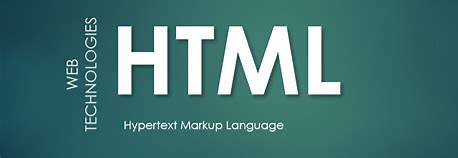 WEB
TECHNOLOGIES
HTML
Hypertext Markup Language